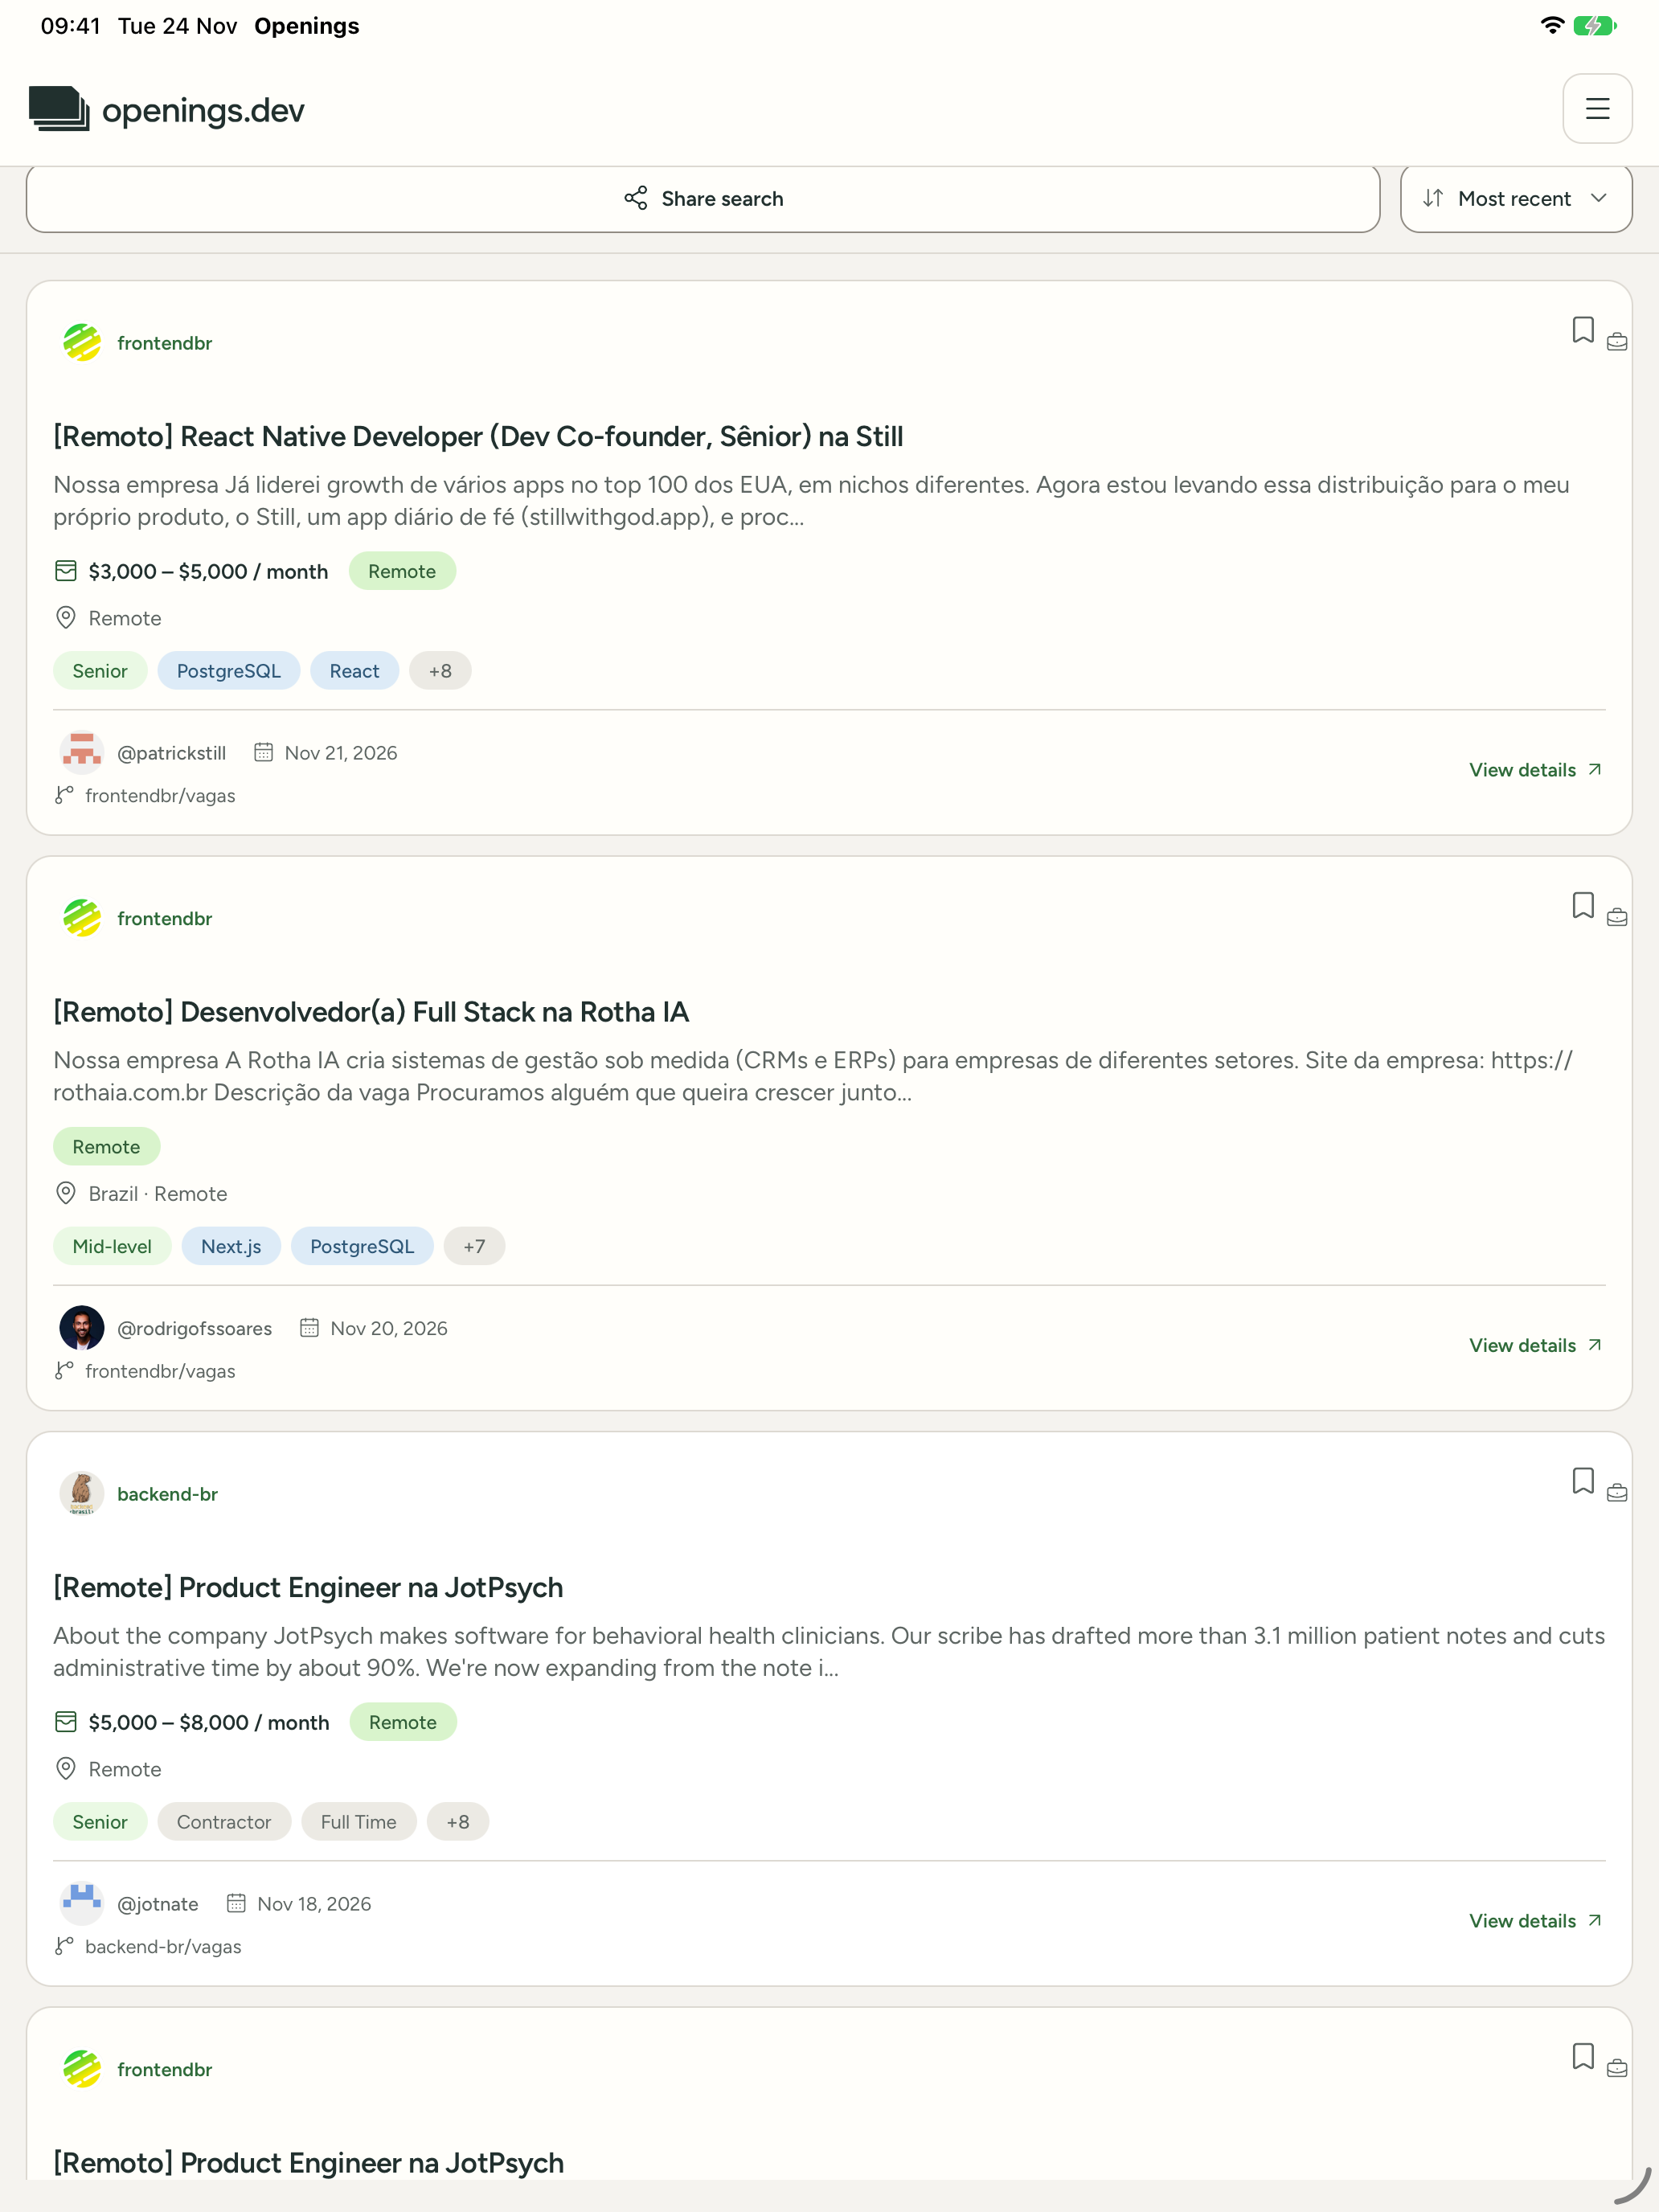 09:41 Tue 24 Nov Openings
openings.dev
Share search
Most recent
frontendbr
[Remoto] React Native Developer (Dev Co-founder, Sênior) na Still
Nossa empresa Já liderei growth de vários apps no top 100 dos EUA, em nichos diferentes. Agora estou levando essa distribuição para o meu
próprio produto, o Still, um app diário de fé (stillwithgod.app), e proc...
$3,000 – $5,000 / month Remote
Remote
Senior PostgreSQL React +8
@patrickstill Nov 21, 2026
View details
frontendbr/vagas
frontendbr
[Remoto] Desenvolvedor(a) Full Stack na Rotha IA
Nossa empresa A Rotha IA cria sistemas de gestão sob medida (CRMs e ERPs) para empresas de diferentes setores. Site da empresa: https://
rothaia.com.br Descrição da vaga Procuramos alguém que queira crescer junto...
Remote
Brazil · Remote
Mid-level Next.js PostgreSQL +7
@rodrigofssoares Nov 20, 2026
View details
frontendbr/vagas
backend-br
[Remote] Product Engineer na JotPsych
About the company JotPsych makes software for behavioral health clinicians. Our scribe has drafted more than 3.1 million patient notes and cuts
administrative time by about 90%. We're now expanding from the note i...
$5,000 – $8,000 / month Remote
Remote
Senior Contractor Full Time +8
@jotnate Nov 18, 2026
View details
backend-br/vagas
frontendbr
[Remoto] Product Engineer na JotPsych